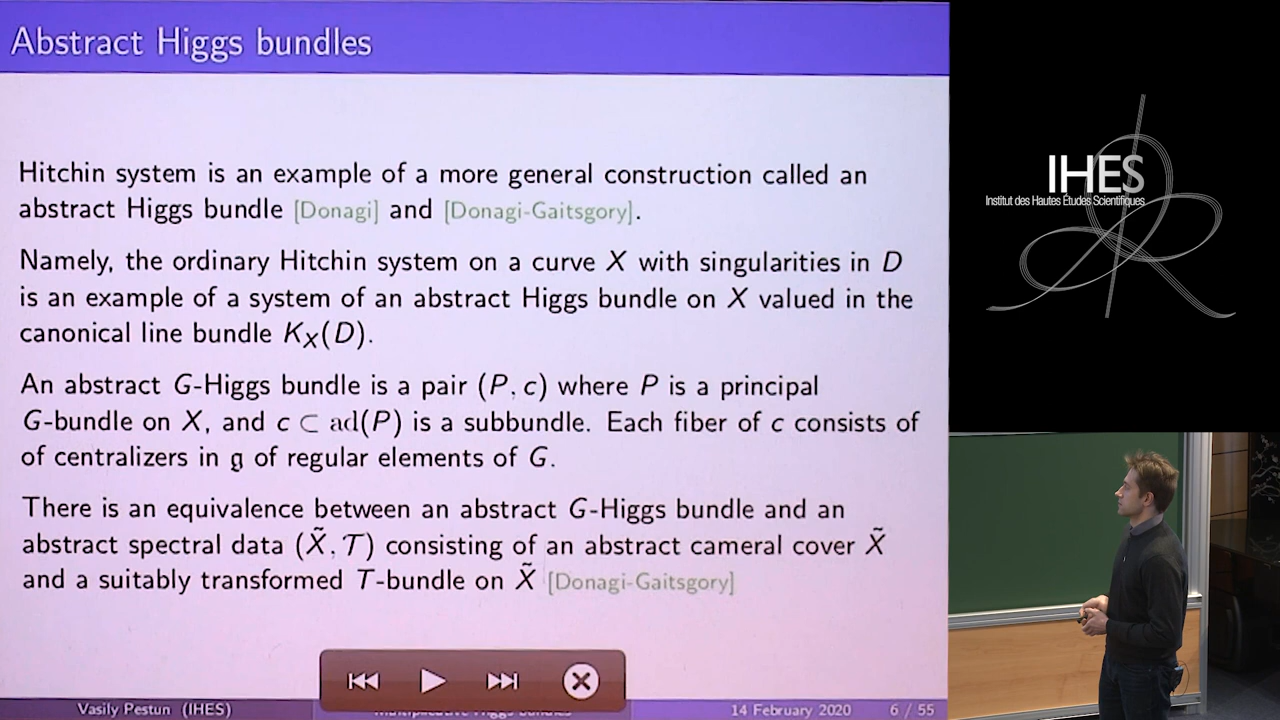 Abstract Higgs bundles
Hitchin system is an example of a more general construction called an
abstract Higgs bundle [Donagi] and [Donagi-Gaitsgory].
Namely, the ordinary Hitchin system on a curve X with singularities in D
is an example of a system of an abstract Higgs bundle on X valued in the
canonical line bundle K_X(D).
An abstract G-Higgs bundle is a pair (P, c) where P is a principal
G-bundle on X, and c ⊂ ad(P) is a subbundle. Each fiber of c consists of
of centralizers in 𝔤 of regular elements of G.
There is an equivalence between an abstract G-Higgs bundle and an
abstract spectral data (X̃, 𝒯) consisting of an abstract cameral cover X̃
and a suitably transformed T-bundle on X̃ [Donagi-Gaitsgory]
Vasily Pestun (IHES)
14 February 2020
6 / 55
IHES
Institut des Hautes Études Scientifiques